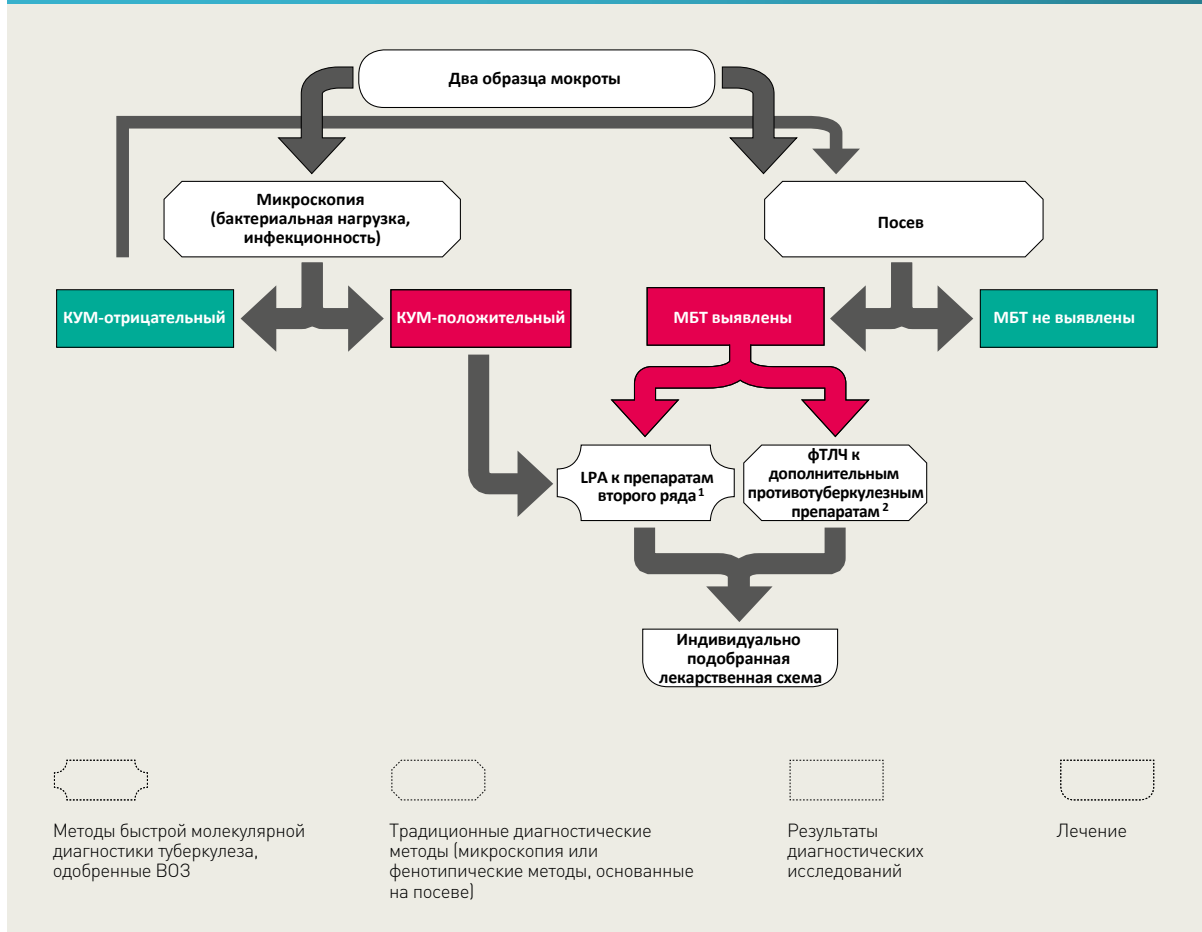 Два образца мокроты
Микроскопия
(бактериальная нагрузка,
инфекционность)
Посев
КУМ-отрицательный
КУМ-положительный
МБТ выявлены
МБТ не выявлены
LPA к препаратам
второго ряда 1
фТЛЧ к
дополнительным
противотуберкулезным
препаратам 2
Индивидуально
подобранная
лекарственная схема
Методы быстрой молекулярной
диагностики туберкулеза,
одобренные ВОЗ
Традиционные диагностические
методы (микроскопия или
фенотипические методы, основанные
на посеве)
Результаты
диагностических
исследований
Лечение